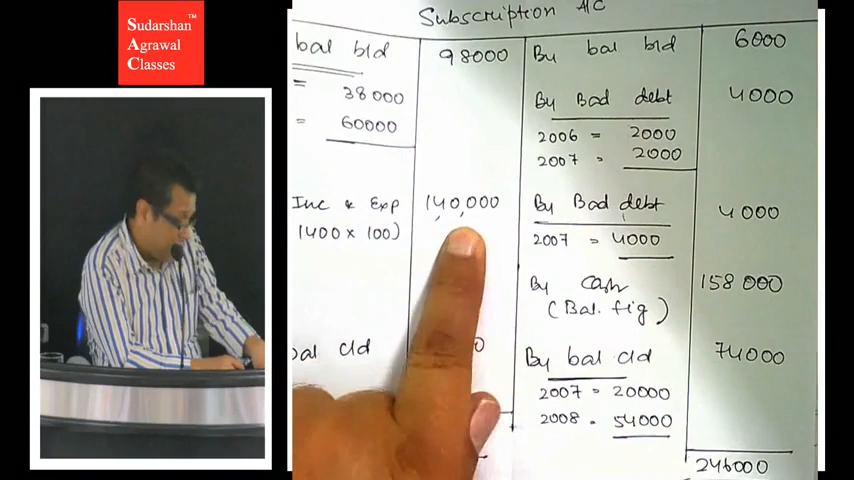 Sudarshan™
Agrawal
Classes
Subscription A/C
bal b/d 98000 By bal b/d 6000
= 38000 By Bad debt 4000
= 60000 2006 = 2000
2007 = 2000
Inc & Exp 140,000 By Bad debt 4000
1400 x 100) 2007 = 4000
By Cash 158000
(Bal. fig)
bal c/d 0 By bal c/d 74000
2007 = 20000
2008 = 54000
246000